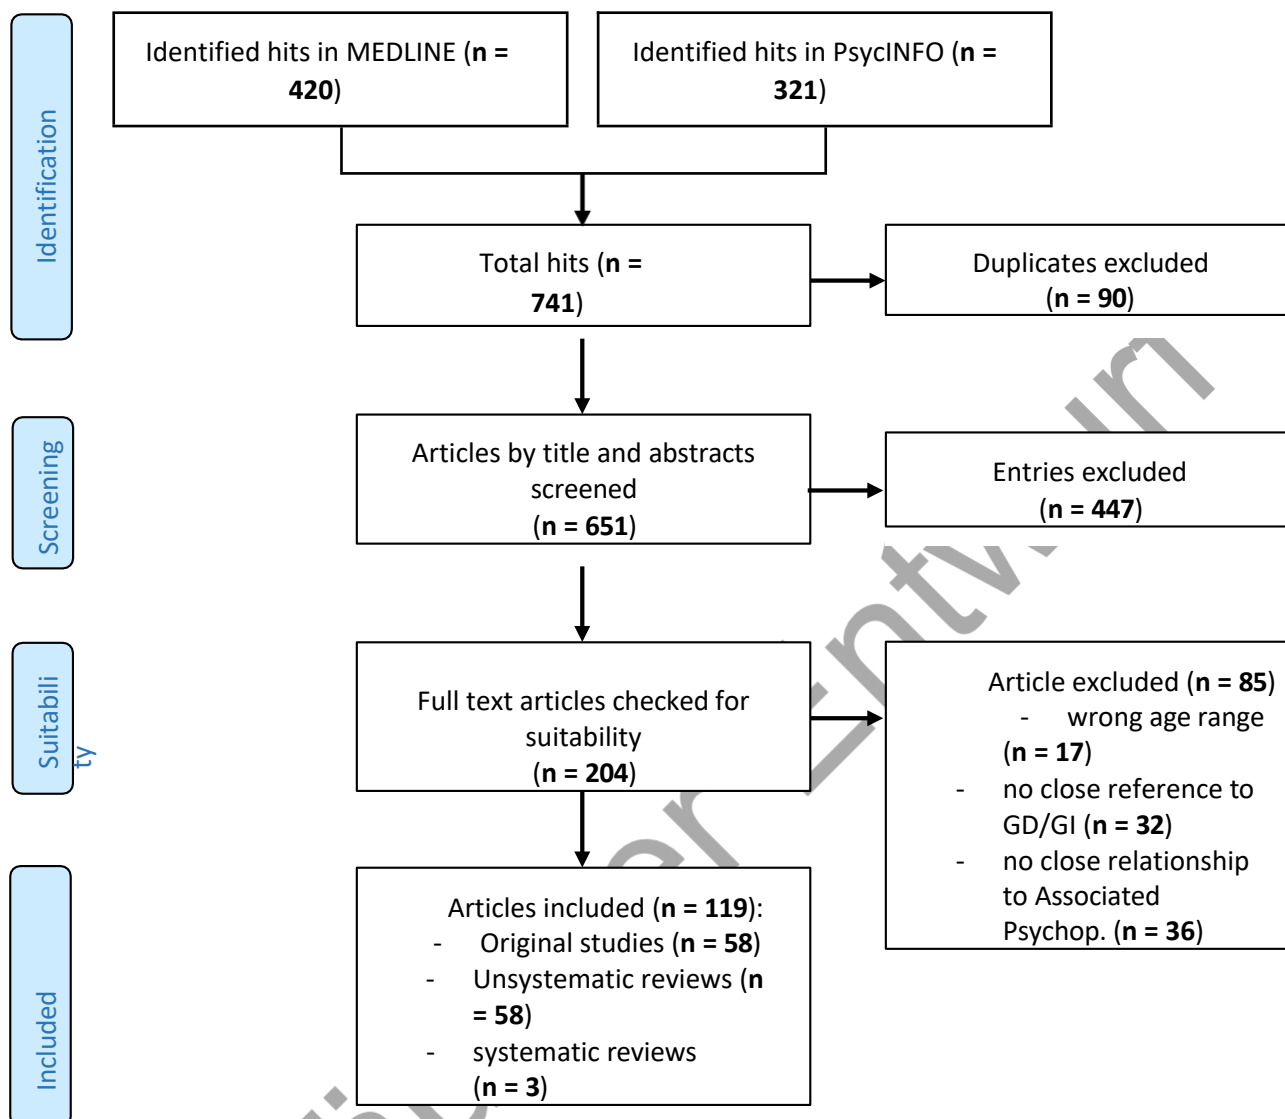 Identification
Identified hits in MEDLINE (n =
420)
Identified hits in PsycINFO (n =
321)
Total hits (n =
741)
Duplicates excluded
(n = 90)
Screening
Articles by title and abstracts
screened
(n = 651)
Entries excluded
(n = 447)
Suitabili
ty
Full text articles checked for
suitability
(n = 204)
Article excluded (n = 85)
- wrong age range
(n = 17)
- no close reference to
GD/GI (n = 32)
- no close relationship
to Associated
Psychop. (n = 36)
Included
Articles included (n = 119):
- Original studies (n = 58)
- Unsystematic reviews (n
= 58)
- systematic reviews
(n = 3)